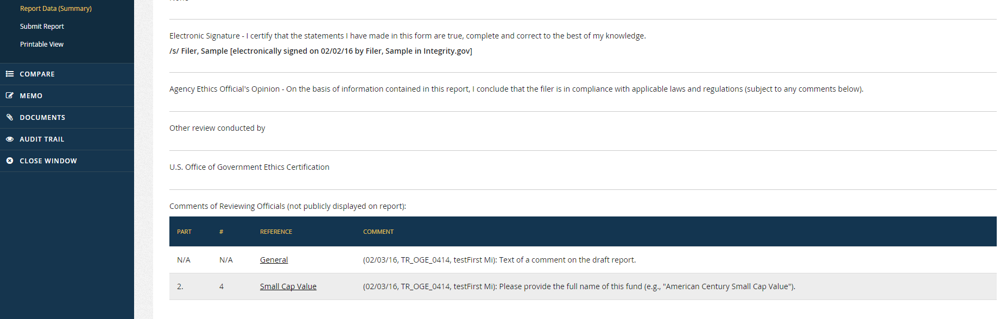 Report Data (Summary)
Submit Report
Printable View
COMPARE
MEMO
DOCUMENTS
AUDIT TRAIL
CLOSE WINDOW
Electronic Signature - I certify that the statements I have made in this form are true, complete and correct to the best of my knowledge.
/s/ Filer, Sample [electronically signed on 02/02/16 by Filer, Sample in Integrity.gov]
Agency Ethics Official's Opinion - On the basis of information contained in this report, I conclude that the filer is in compliance with applicable laws and regulations (subject to any comments below).
Other review conducted by
U.S. Office of Government Ethics Certification
Comments of Reviewing Officials (not publicly displayed on report):
PART # REFERENCE COMMENT
N/A N/A General (02/03/16, TR_OGE_0414, testFirst Mi): Text of a comment on the draft report.
2. 4 Small Cap Value (02/03/16, TR_OGE_0414, testFirst Mi): Please provide the full name of this fund (e.g., "American Century Small Cap Value").